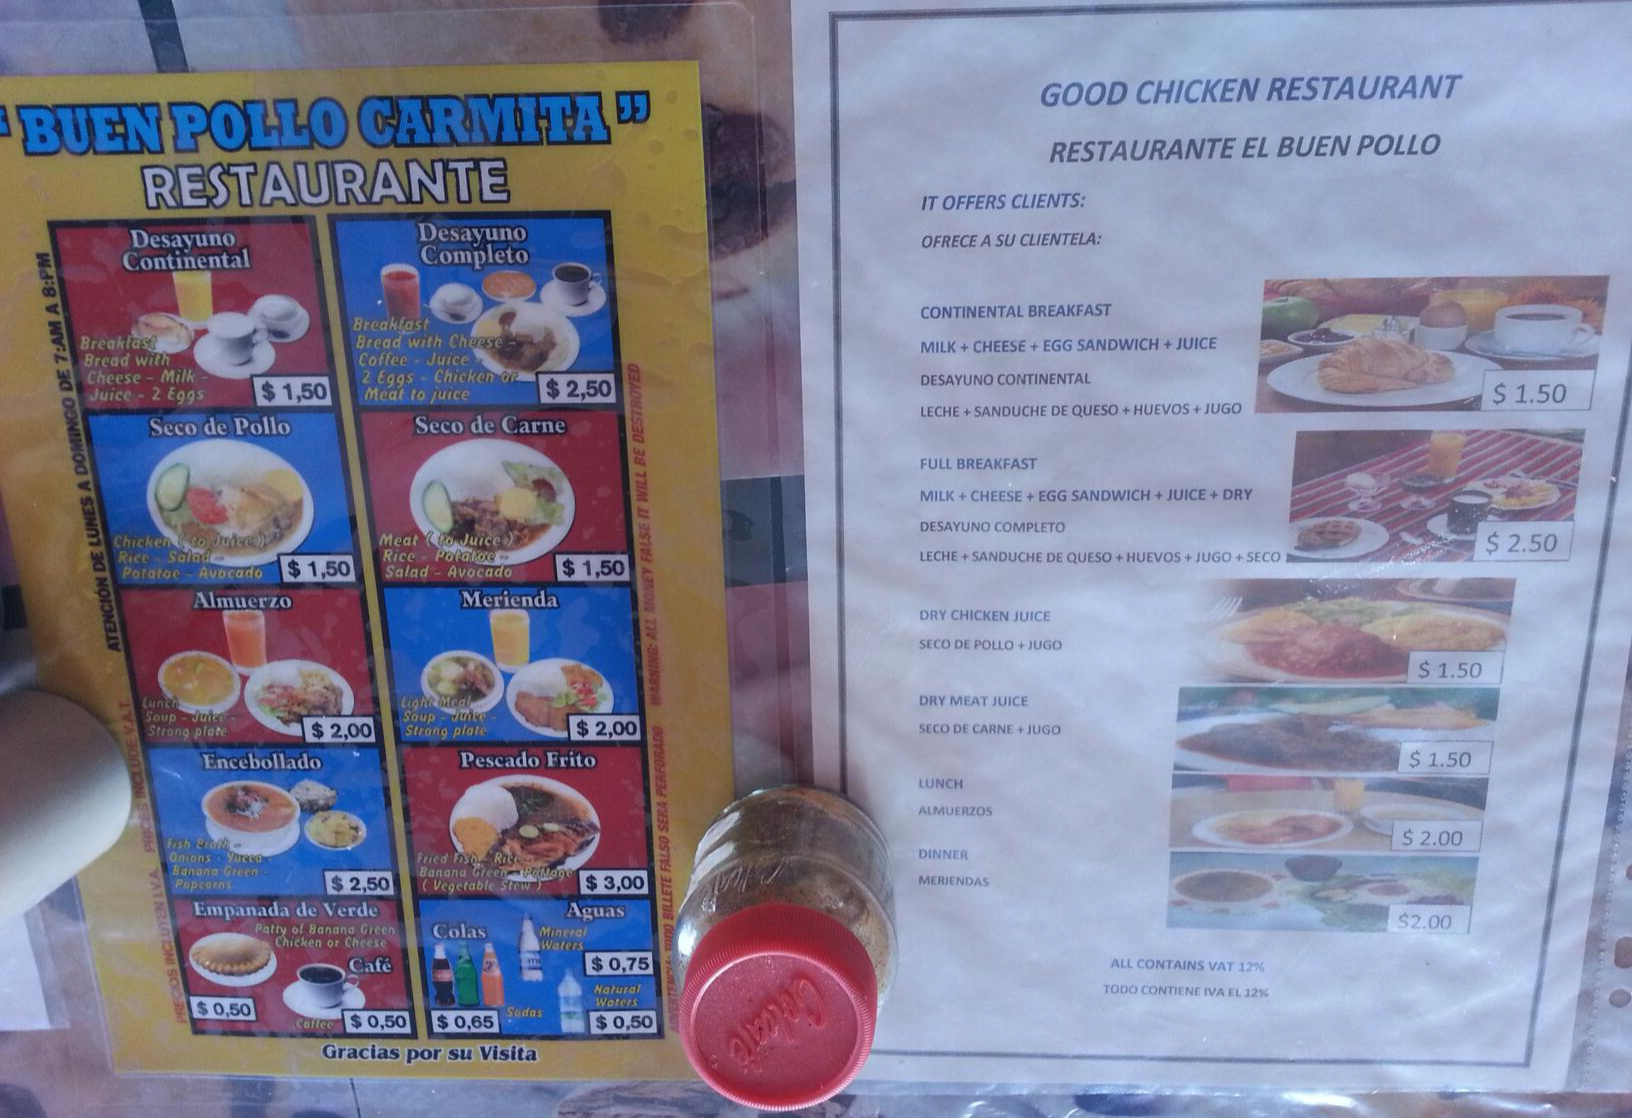 "BUEN POLLO CARMITA"
RESTAURANTE
ATENCIÓN DE LUNES A DOMINGO DE 7:AM A 8:PM
PRECIOS INCLUYEN I.V.A. PRICES INCLUDE V.A.T.
Desayuno
Continental
Breakfast
Bread with
Cheese - Milk -
Juice - 2 Eggs
$ 1,50
Desayuno
Completo
Breakfast
Bread with Cheese -
Coffee - Juice -
2 Eggs - Chicken or
Meat to juice
$ 2,50
Seco de Pollo
Chicken ( to Juice )
Rice - Salad -
Potatoe - Avocado
$ 1,50
Seco de Carne
Meat ( to Juice )
Rice - Potatoe -
Salad - Avocado
$ 1,50
Almuerzo
Lunch
Soup - Juice -
Strong plate
$ 2,00
Merienda
Light Meal
Soup - Juice -
Strong plate
$ 2,00
Encebollado
Fish Broth -
Onions - Yucca -
Banana Green -
Popcorns
$ 2,50
Pescado Frito
Fried Fish - Rice
Banana Green - Pottage
( Vegetable Stew )
$ 3,00
Empanada de Verde
Patty of Banana Green
Chicken or Cheese
$ 0,50
Café
Coffee
$ 0,50
Colas
Sodas
$ 0,65
Aguas
Mineral
Waters
$ 0,75
Natural
Waters
$ 0,50
TODO BILLETE FALSO SERA PERFORADO WARNING: ALL MONEY FALSE IT WILL BE DESTROYED
Gracias por su Visita
GOOD CHICKEN RESTAURANT
RESTAURANTE EL BUEN POLLO
IT OFFERS CLIENTS:
OFRECE A SU CLIENTELA:
CONTINENTAL BREAKFAST
MILK + CHEESE + EGG SANDWICH + JUICE
DESAYUNO CONTINENTAL
LECHE + SANDUCHE DE QUESO + HUEVOS + JUGO
$ 1.50
FULL BREAKFAST
MILK + CHEESE + EGG SANDWICH + JUICE + DRY
DESAYUNO COMPLETO
LECHE + SANDUCHE DE QUESO + HUEVOS + JUGO + SECO
$ 2.50
DRY CHICKEN JUICE
SECO DE POLLO + JUGO
$ 1.50
DRY MEAT JUICE
SECO DE CARNE + JUGO
$ 1.50
LUNCH
ALMUERZOS
$ 2.00
DINNER
MERIENDAS
$2.00
ALL CONTAINS VAT 12%
TODO CONTIENE IVA EL 12%
Colcafé